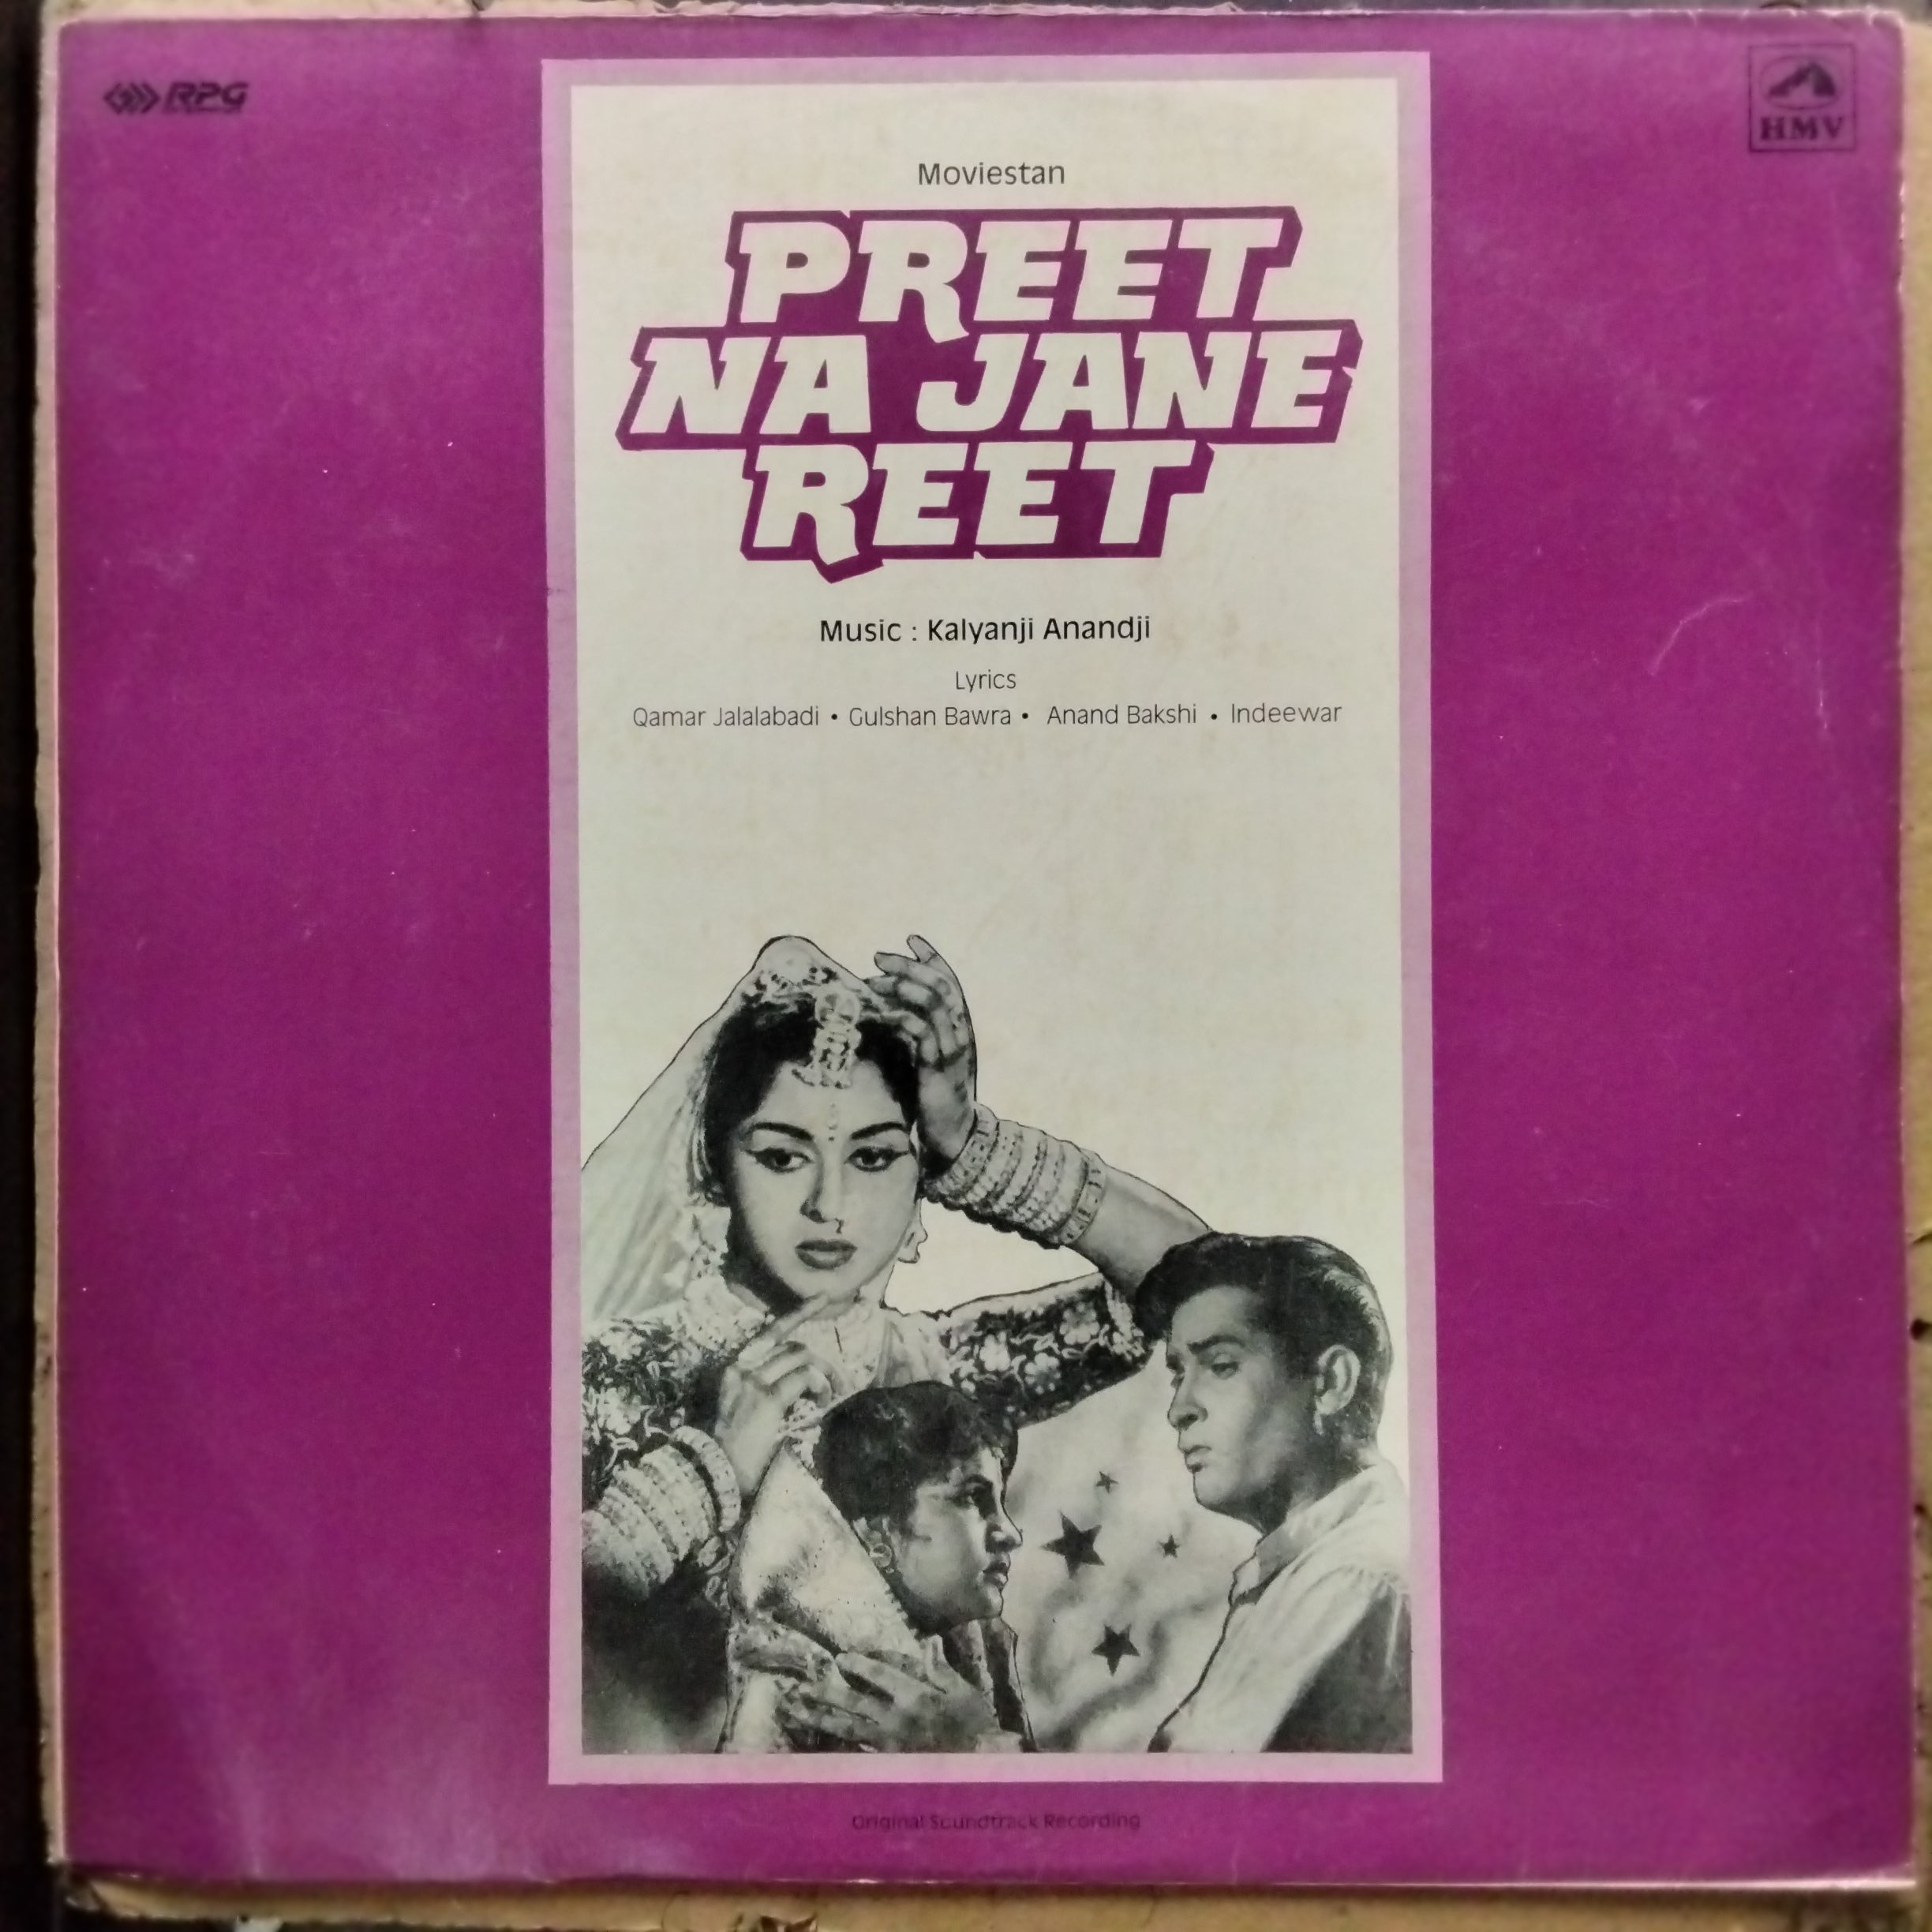 RPG
HMV
Moviestan
PREET
NA JANE
REET
Music : Kalyanji Anandji
Lyrics
Qamar Jalalabadi • Gulshan Bawra • Anand Bakshi • Indeewar
Original Soundtrack Recording